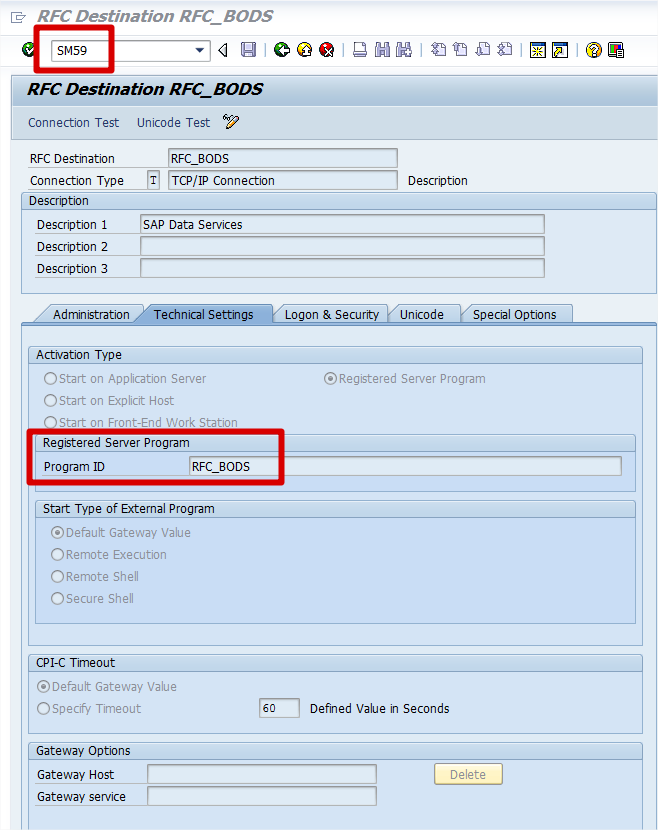 RFC Destination RFC_BODS
SM59
RFC Destination RFC_BODS
Connection Test Unicode Test
RFC Destination RFC_BODS
Connection Type T TCP/IP Connection Description
Description
Description 1 SAP Data Services
Description 2
Description 3
Administration Technical Settings Logon & Security Unicode Special Options
Activation Type
Start on Application Server Registered Server Program
Start on Explicit Host
Start on Front-End Work Station
Registered Server Program
Program ID RFC_BODS
Start Type of External Program
Default Gateway Value
Remote Execution
Remote Shell
Secure Shell
CPI-C Timeout
Default Gateway Value
Specify Timeout 60 Defined Value in Seconds
Gateway Options
Gateway Host Delete
Gateway service